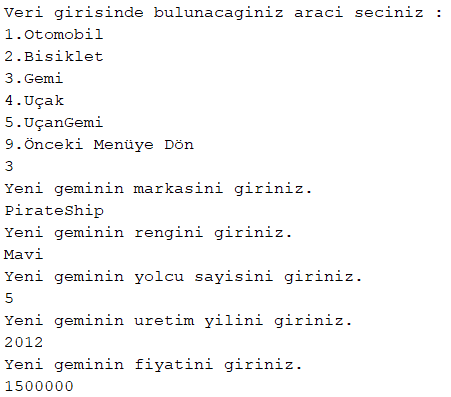 Veri girisinde bulunacaginiz araci seciniz :
1.Otomobil
2.Bisiklet
3.Gemi
4.Uçak
5.UçanGemi
9.Önceki Menüye Dön
3
Yeni geminin markasini giriniz.
PirateShip
Yeni geminin rengini giriniz.
Mavi
Yeni geminin yolcu sayisini giriniz.
5
Yeni geminin uretim yilini giriniz.
2012
Yeni geminin fiyatini giriniz.
1500000